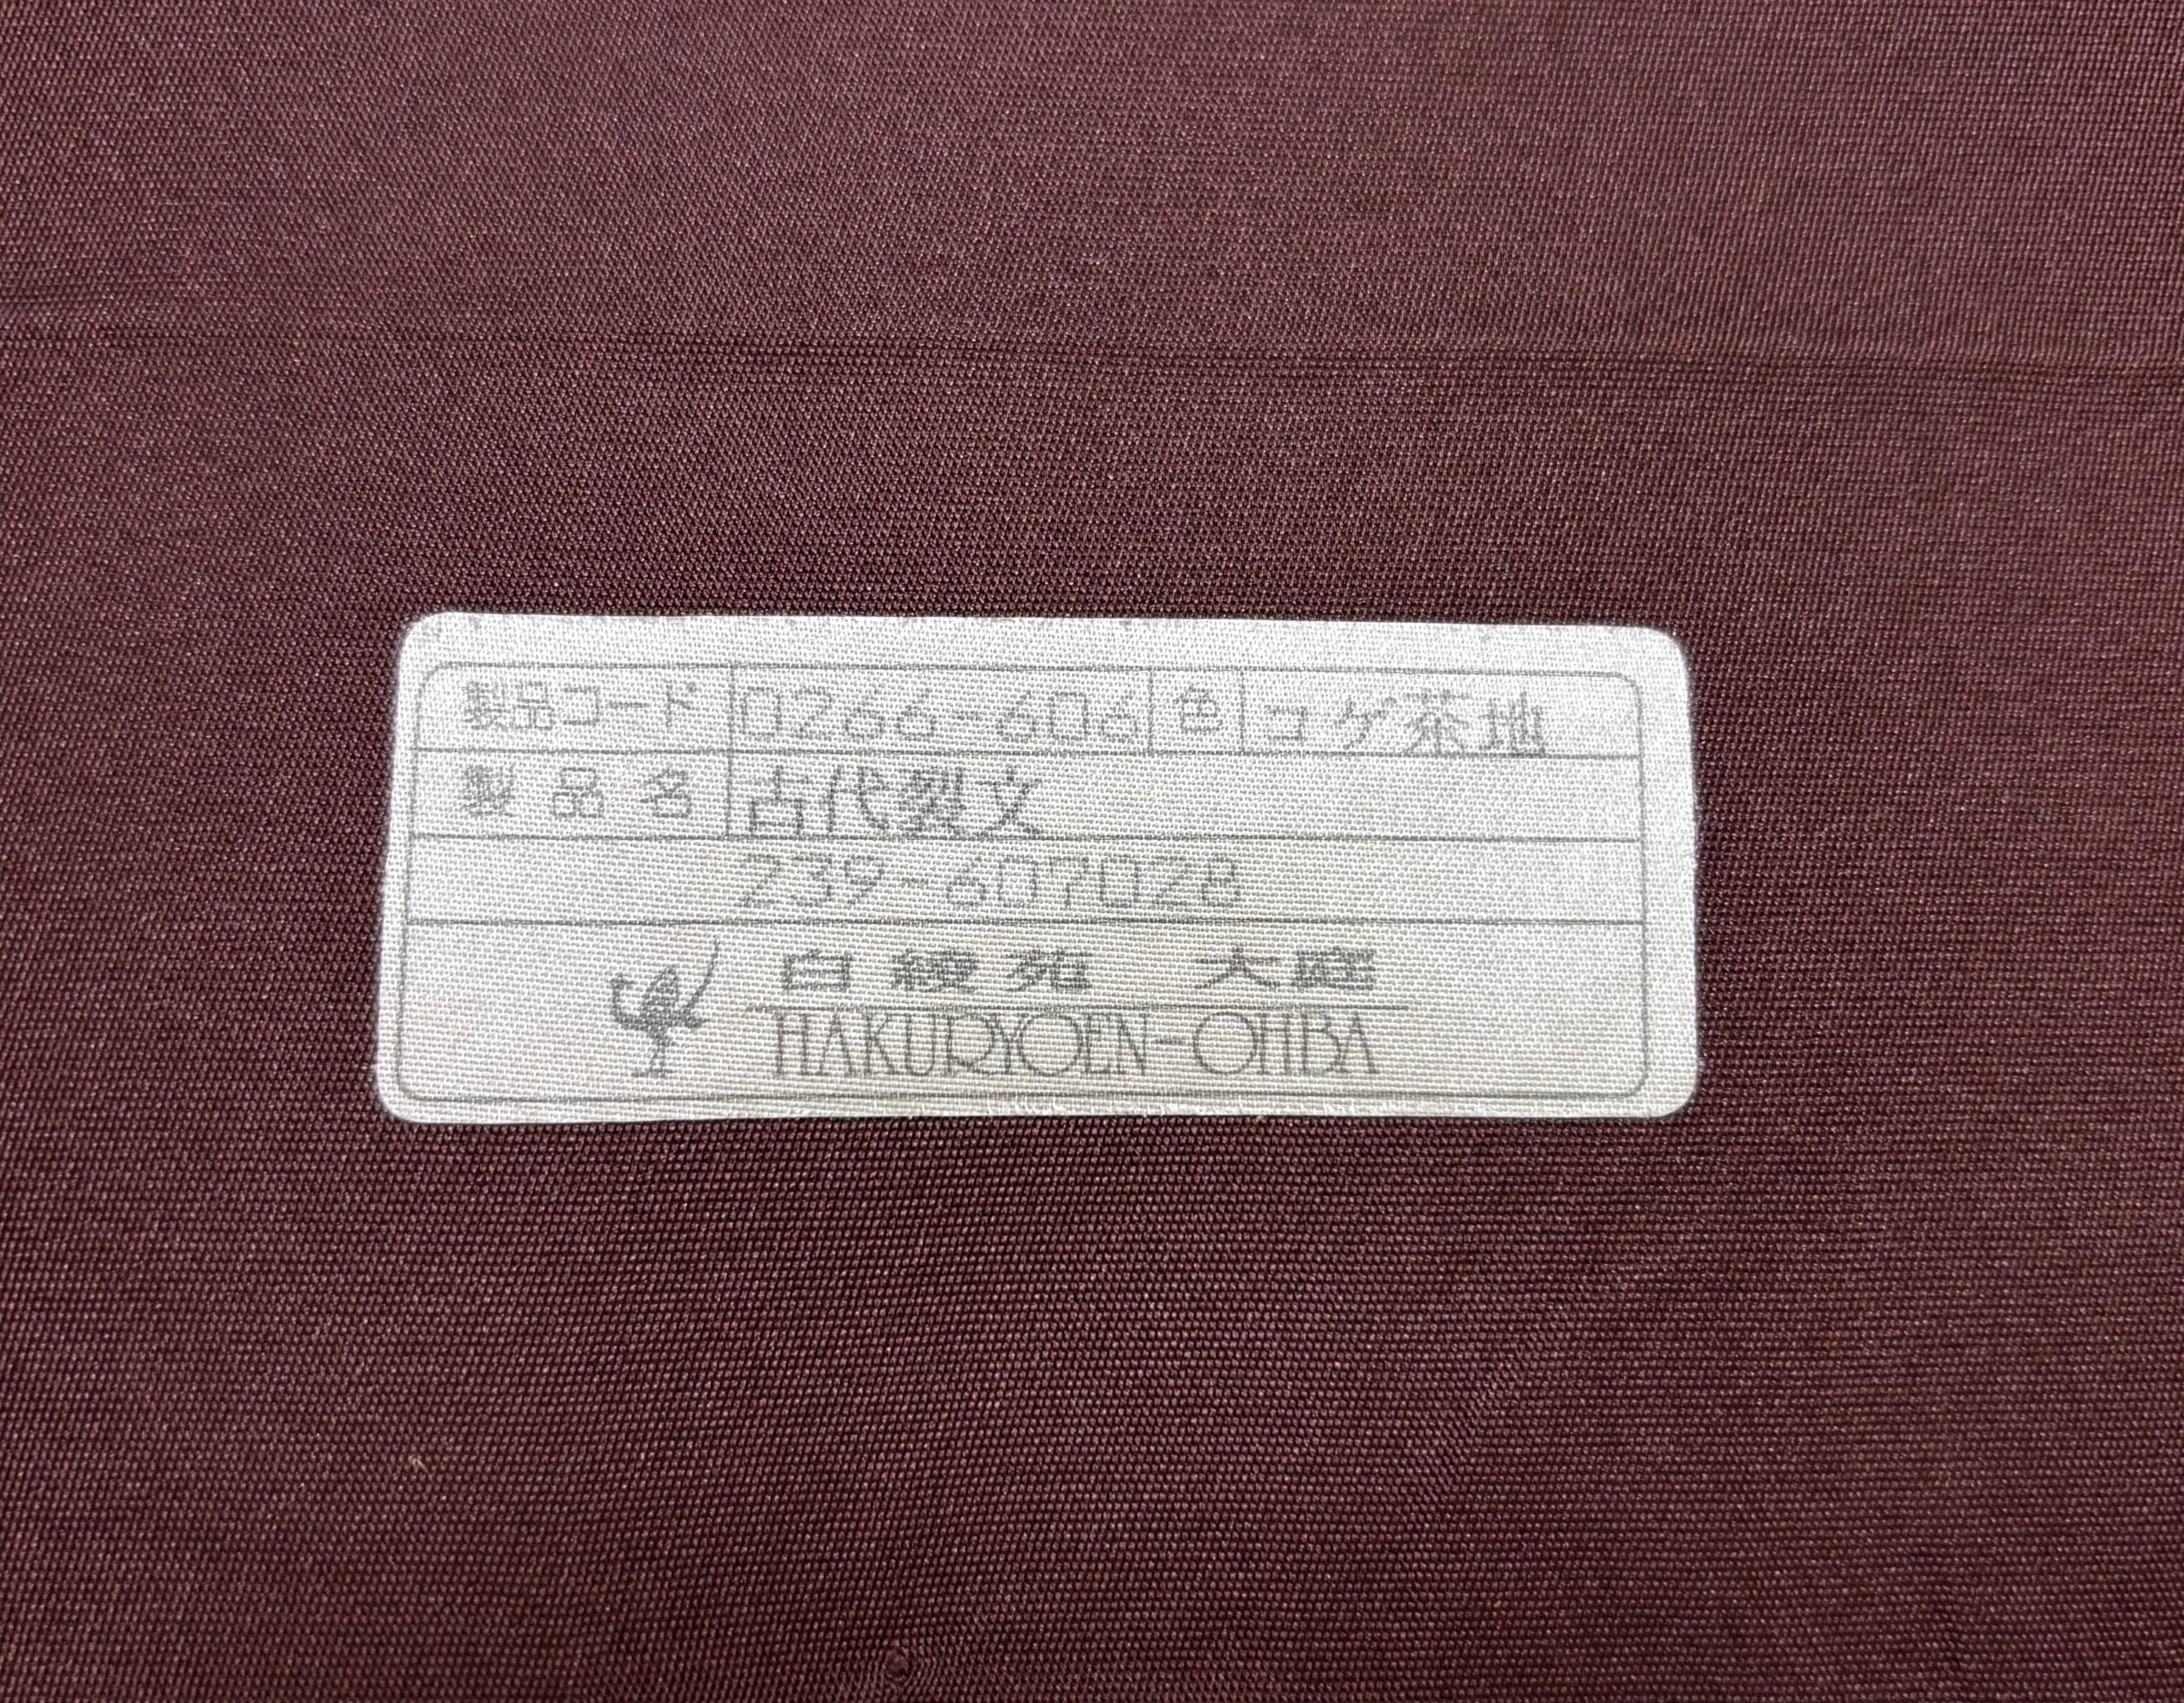 製品コード 0266-606 色 コゲ茶地
製品名 古代裂文
239-607028
白綾苑 大庭
HAKURYOEN-OHBA